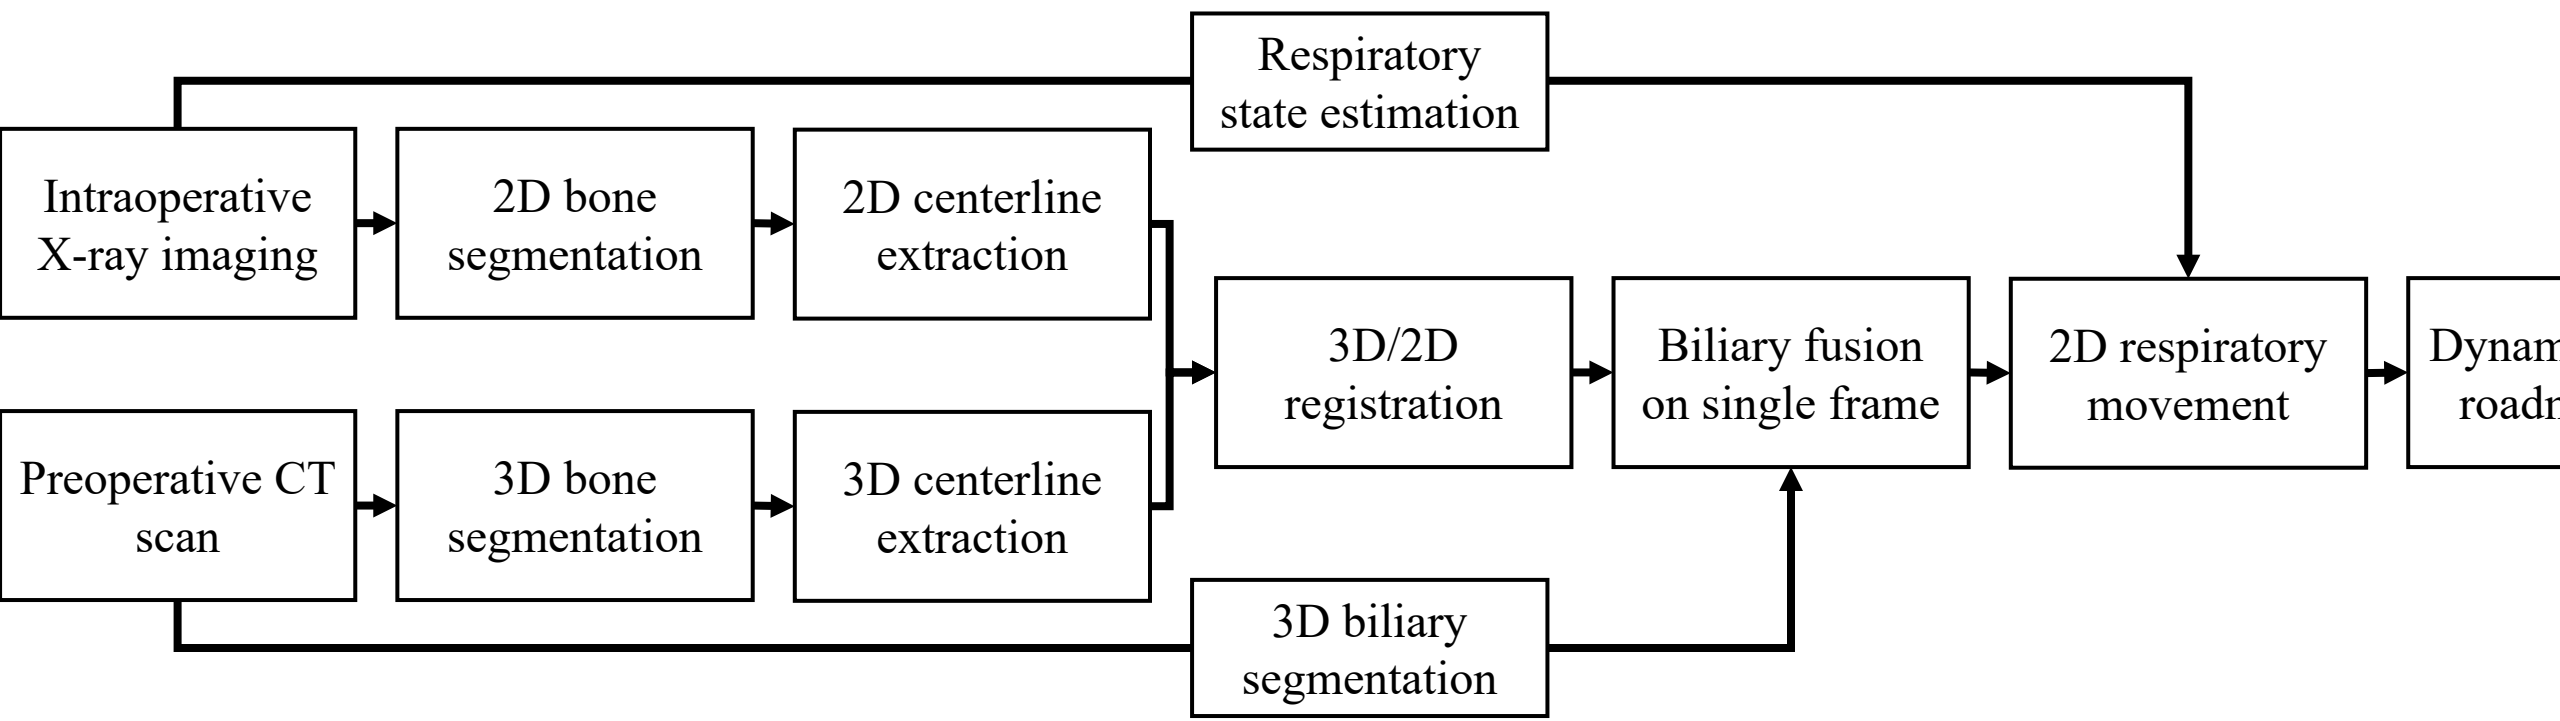 Respiratory
state estimation
Intraoperative
X-ray imaging
2D bone
segmentation
2D centerline
extraction
3D/2D
registration
Biliary fusion
on single frame
2D respiratory
movement
Preoperative CT
scan
3D bone
segmentation
3D centerline
extraction
3D biliary
segmentation